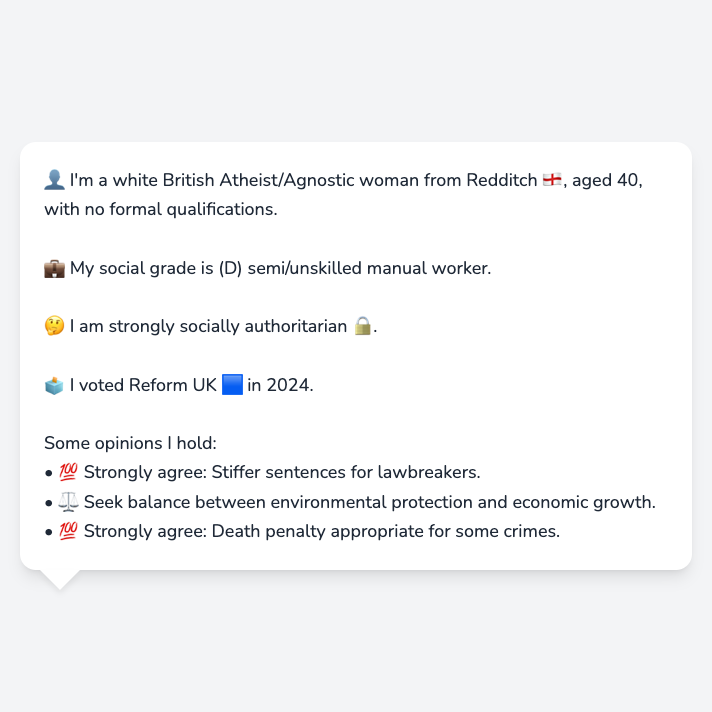 👤 I'm a white British Atheist/Agnostic woman from Redditch 🏴󠁧󠁢󠁥󠁮󠁧󠁿, aged 40,
with no formal qualifications.
💼 My social grade is (D) semi/unskilled manual worker.
🤔 I am strongly socially authoritarian 🔒.
🗳️ I voted Reform UK 🟦 in 2024.
Some opinions I hold:
• 💯 Strongly agree: Stiffer sentences for lawbreakers.
• ⚖️ Seek balance between environmental protection and economic growth.
• 💯 Strongly agree: Death penalty appropriate for some crimes.